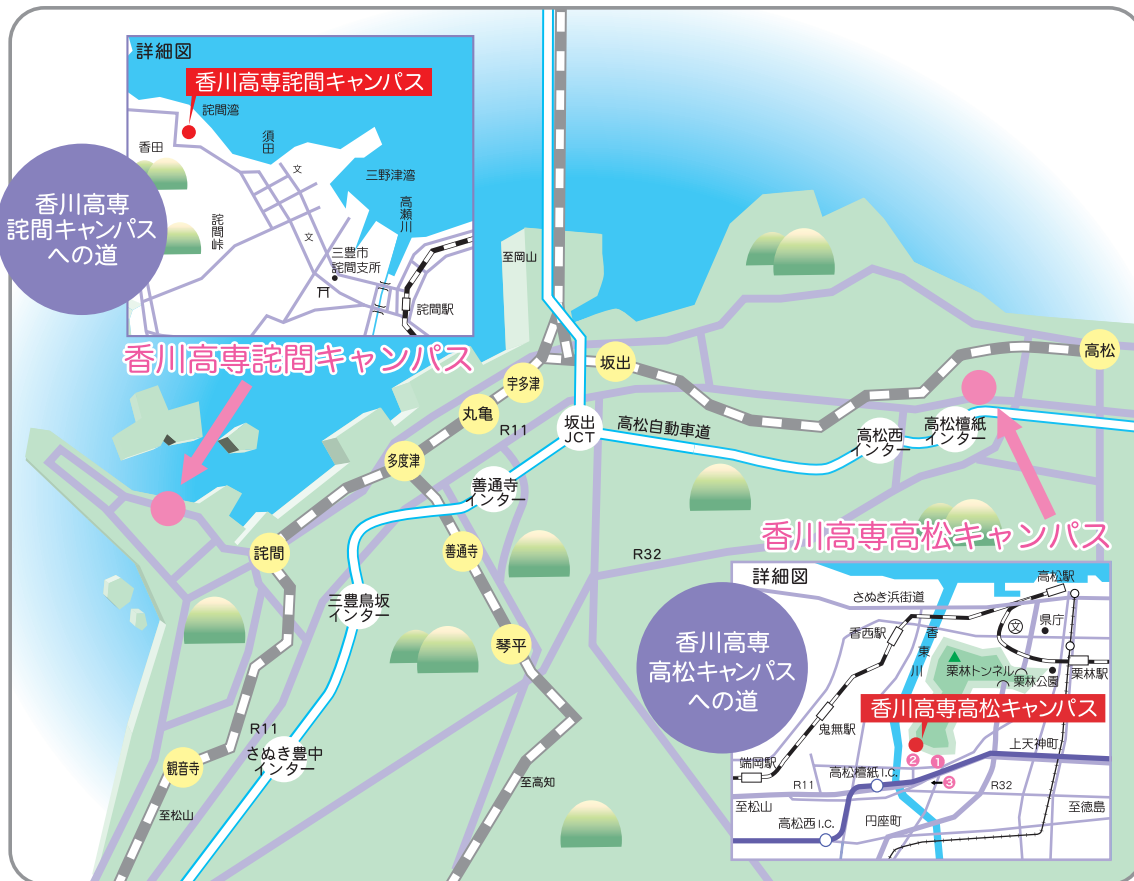 詳細図
香川高専詫間キャンパス
詫間湾
香田
須田
文
三野津湾
高瀬川
詫間峠
文
三豊市
詫間支所
詫間駅
香川高専
詫間キャンパス
への道
香川高専詫間キャンパス
至岡山
坂出
宇多津
丸亀
R11
多度津
坂出
JCT
高松自動車道
高松
高松西
インター
高松檀紙
インター
善通寺
インター
詫間
善通寺
R32
三豊鳥坂
インター
琴平
R11
さぬき豊中
インター
観音寺
至松山
至高知
香川高専高松キャンパス
香川高専
高松キャンパス
への道
詳細図
高松駅
さぬき浜街道
香西駅
香東川
文
県庁
栗林トンネル
栗林公園
栗林駅
香川高専高松キャンパス
鬼無駅
上天神町
❷
❶
❸
端岡駅
高松檀紙I.C.
R11
R32
至松山
高松西I.C.
円座町
至徳島